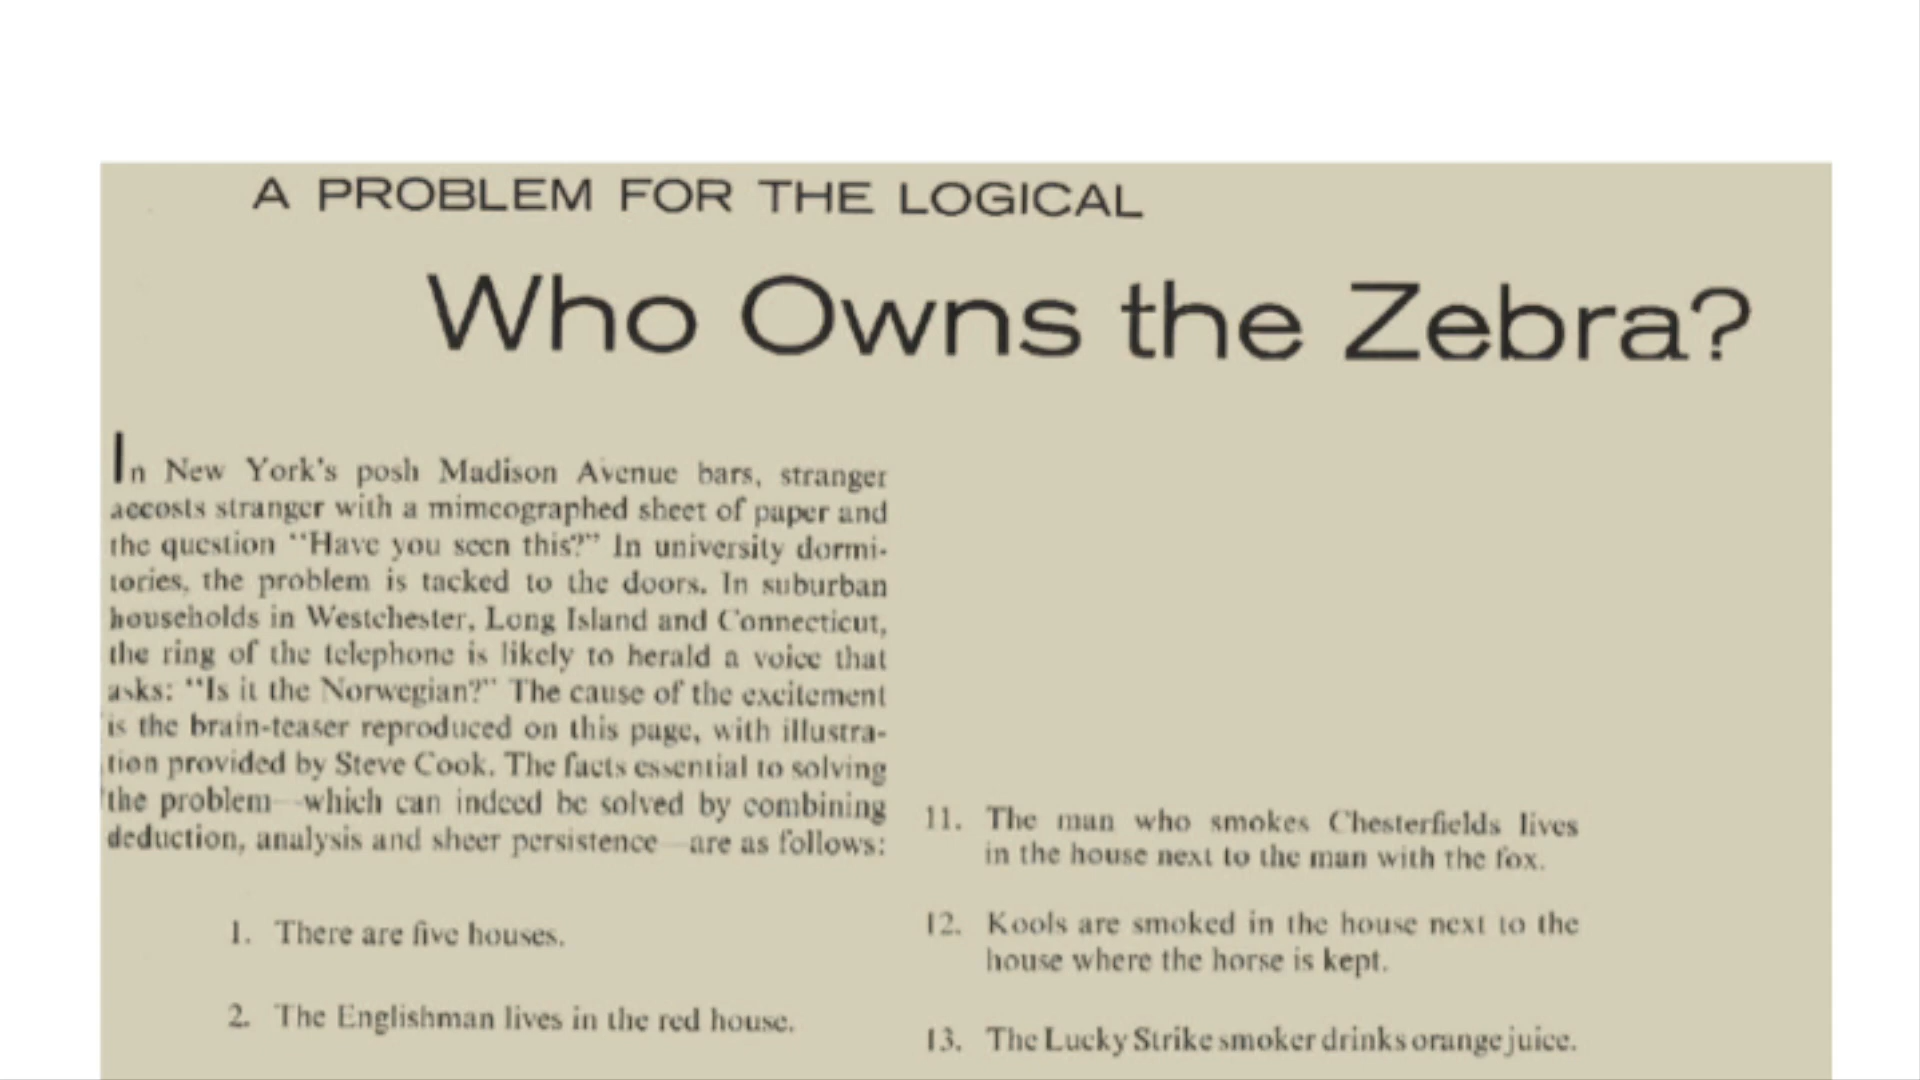 A PROBLEM FOR THE LOGICAL
Who Owns the Zebra?
In New York's posh Madison Avenue bars, stranger
accosts stranger with a mimeographed sheet of paper and
the question "Have you seen this?" In university dormi-
tories, the problem is tacked to the doors. In suburban
households in Westchester, Long Island and Connecticut,
the ring of the telephone is likely to herald a voice that
asks: "Is it the Norwegian?" The cause of the excitement
is the brain-teaser reproduced on this page, with illustra-
tion provided by Steve Cook. The facts essential to solving
the problem—which can indeed be solved by combining
deduction, analysis and sheer persistence—are as follows:
1. There are five houses.
2. The Englishman lives in the red house.
11. The man who smokes Chesterfields lives
in the house next to the man with the fox.
12. Kools are smoked in the house next to the
house where the horse is kept.
13. The Lucky Strike smoker drinks orange juice.